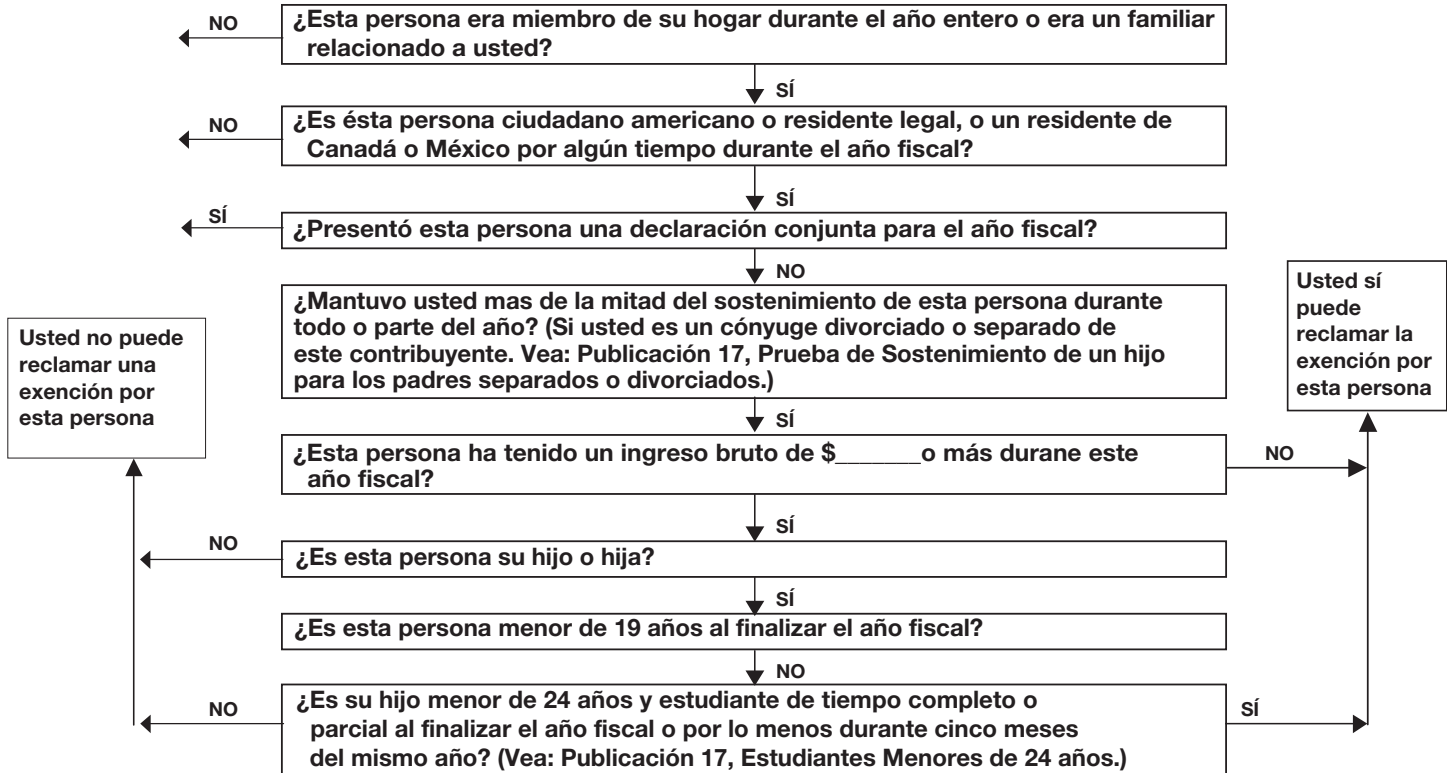 NO
¿Esta persona era miembro de su hogar durante el año entero o era un familiar
relacionado a usted?
SÍ
NO
¿Es ésta persona ciudadano americano o residente legal, o un residente de
Canadá o México por algún tiempo durante el año fiscal?
SÍ
SÍ
¿Presentó esta persona una declaración conjunta para el año fiscal?
NO
¿Mantuvo usted mas de la mitad del sostenimiento de esta persona durante
todo o parte del año? (Si usted es un cónyuge divorciado o separado de
este contribuyente. Vea: Publicación 17, Prueba de Sostenimiento de un hijo
para los padres separados o divorciados.)
Usted no puede
reclamar una
exención por
esta persona
Usted sí
puede
reclamar la
exención por
esta persona
SÍ
¿Esta persona ha tenido un ingreso bruto de $_______o más durane este
año fiscal?
NO
SÍ
NO
¿Es esta persona su hijo o hija?
SÍ
¿Es esta persona menor de 19 años al finalizar el año fiscal?
NO
NO
¿Es su hijo menor de 24 años y estudiante de tiempo completo o
parcial al finalizar el año fiscal o por lo menos durante cinco meses
del mismo año? (Vea: Publicación 17, Estudiantes Menores de 24 años.)
SÍ